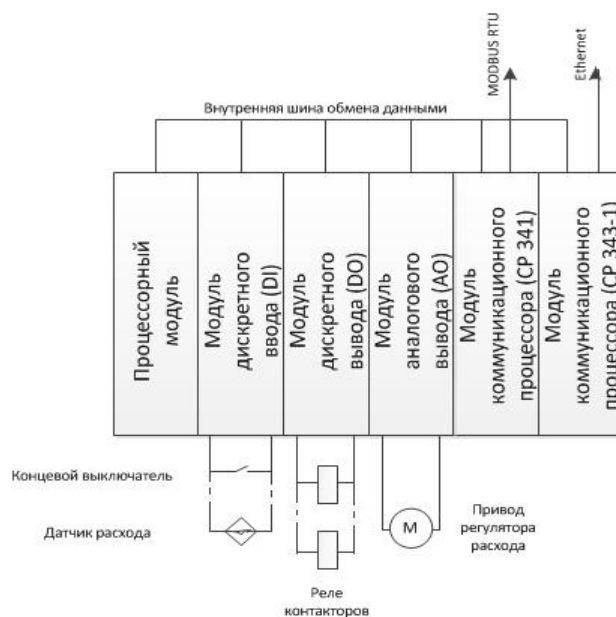 MODBUS RTU
Ethernet
Внутренняя шина обмена данными
Процессорный
модуль
Модуль
дискретного
ввода (DI)
Модуль
дискретного
вывода (DO)
Модуль
аналогового
вывода (AO)
Модуль
коммуникационного
процессора (CP 341)
Модуль
коммуникационного
процессора (CP 343-1)
Концевой выключатель
Датчик расхода
Реле
контакторов
M
Привод
регулятора
расхода